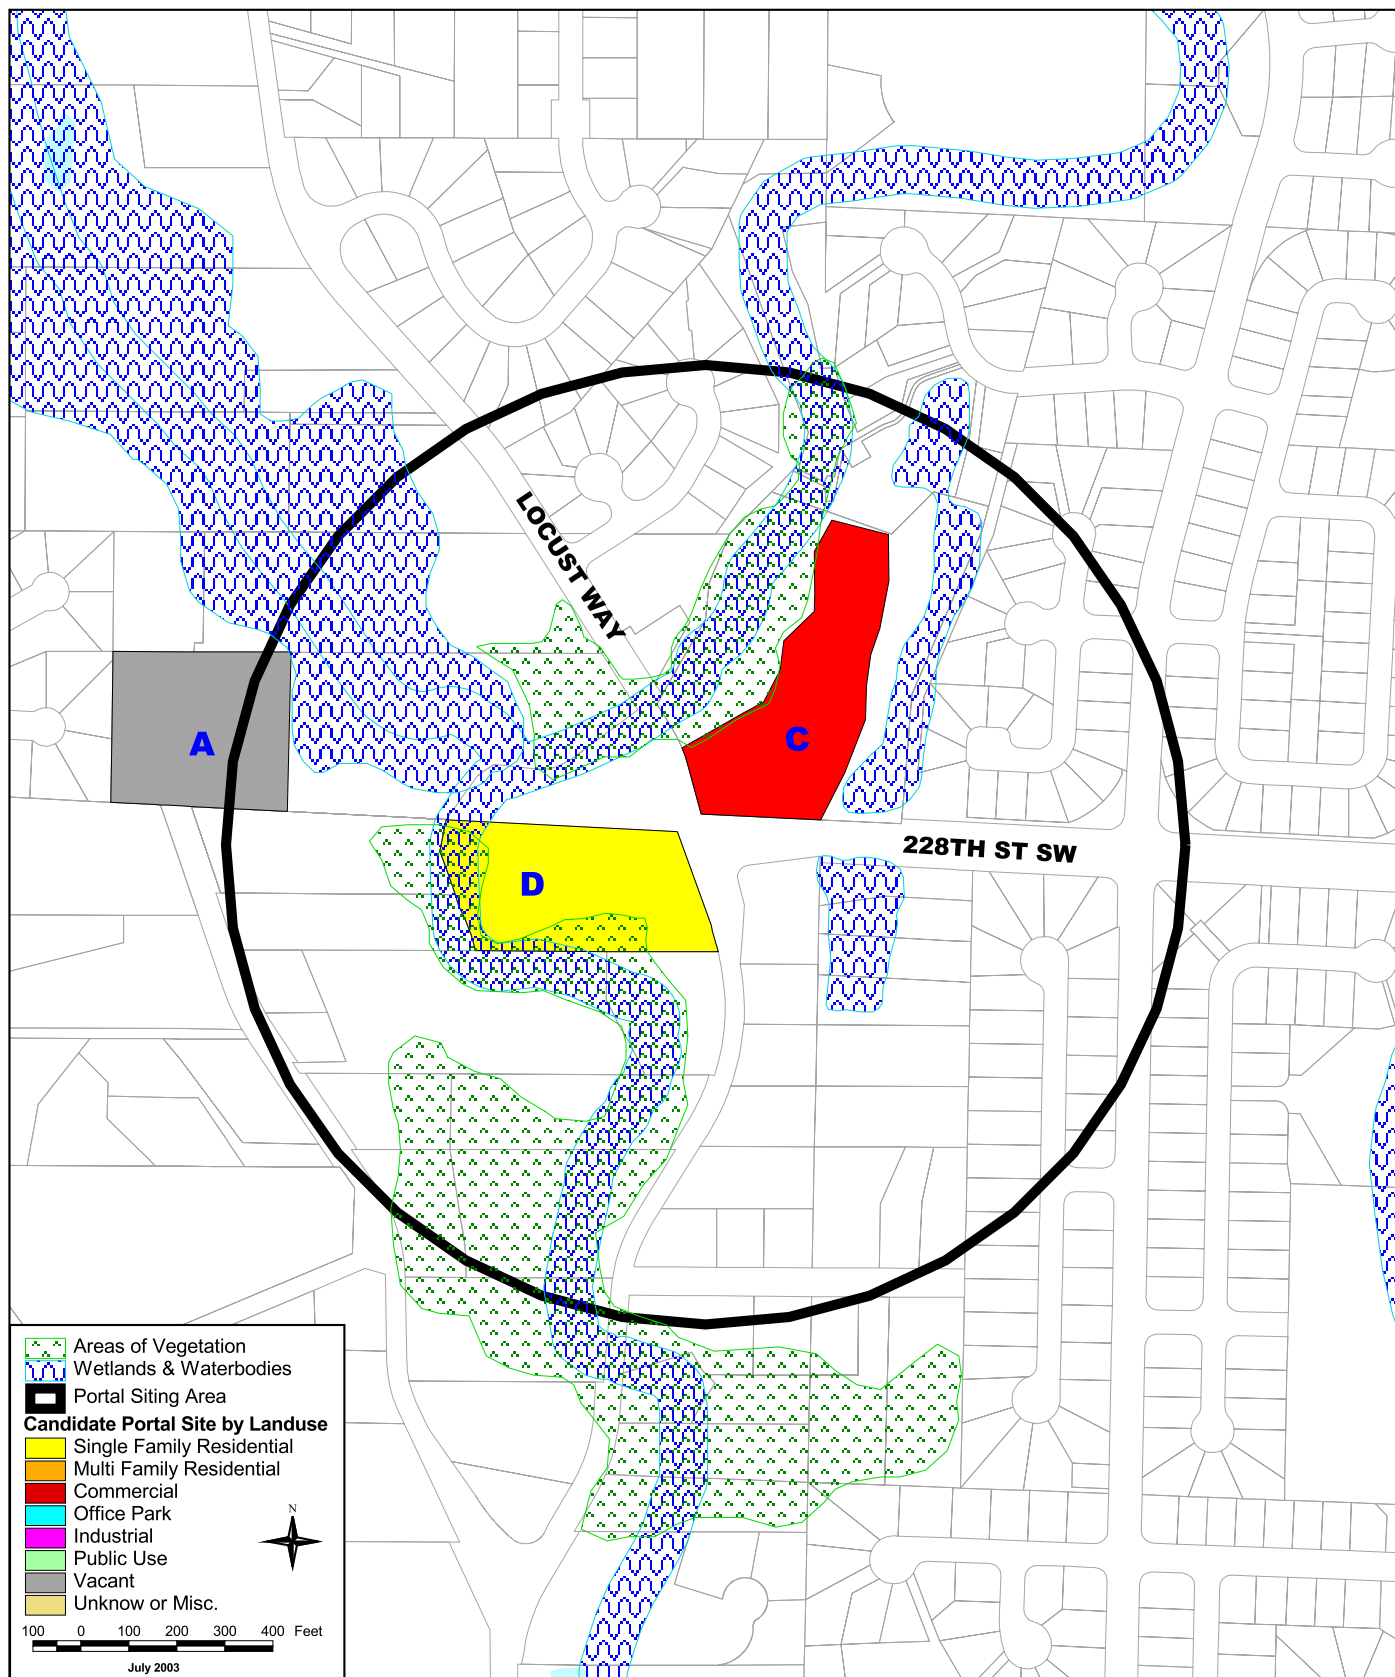 LOCUST WAY
A
C
228TH ST SW
D
Areas of Vegetation
Wetlands & Waterbodies
Portal Siting Area
Candidate Portal Site by Landuse
Single Family Residential
Multi Family Residential
Commercial
Office Park
Industrial
Public Use
Vacant
Unknow or Misc.
N
100 0 100 200 300 400 Feet
July 2003